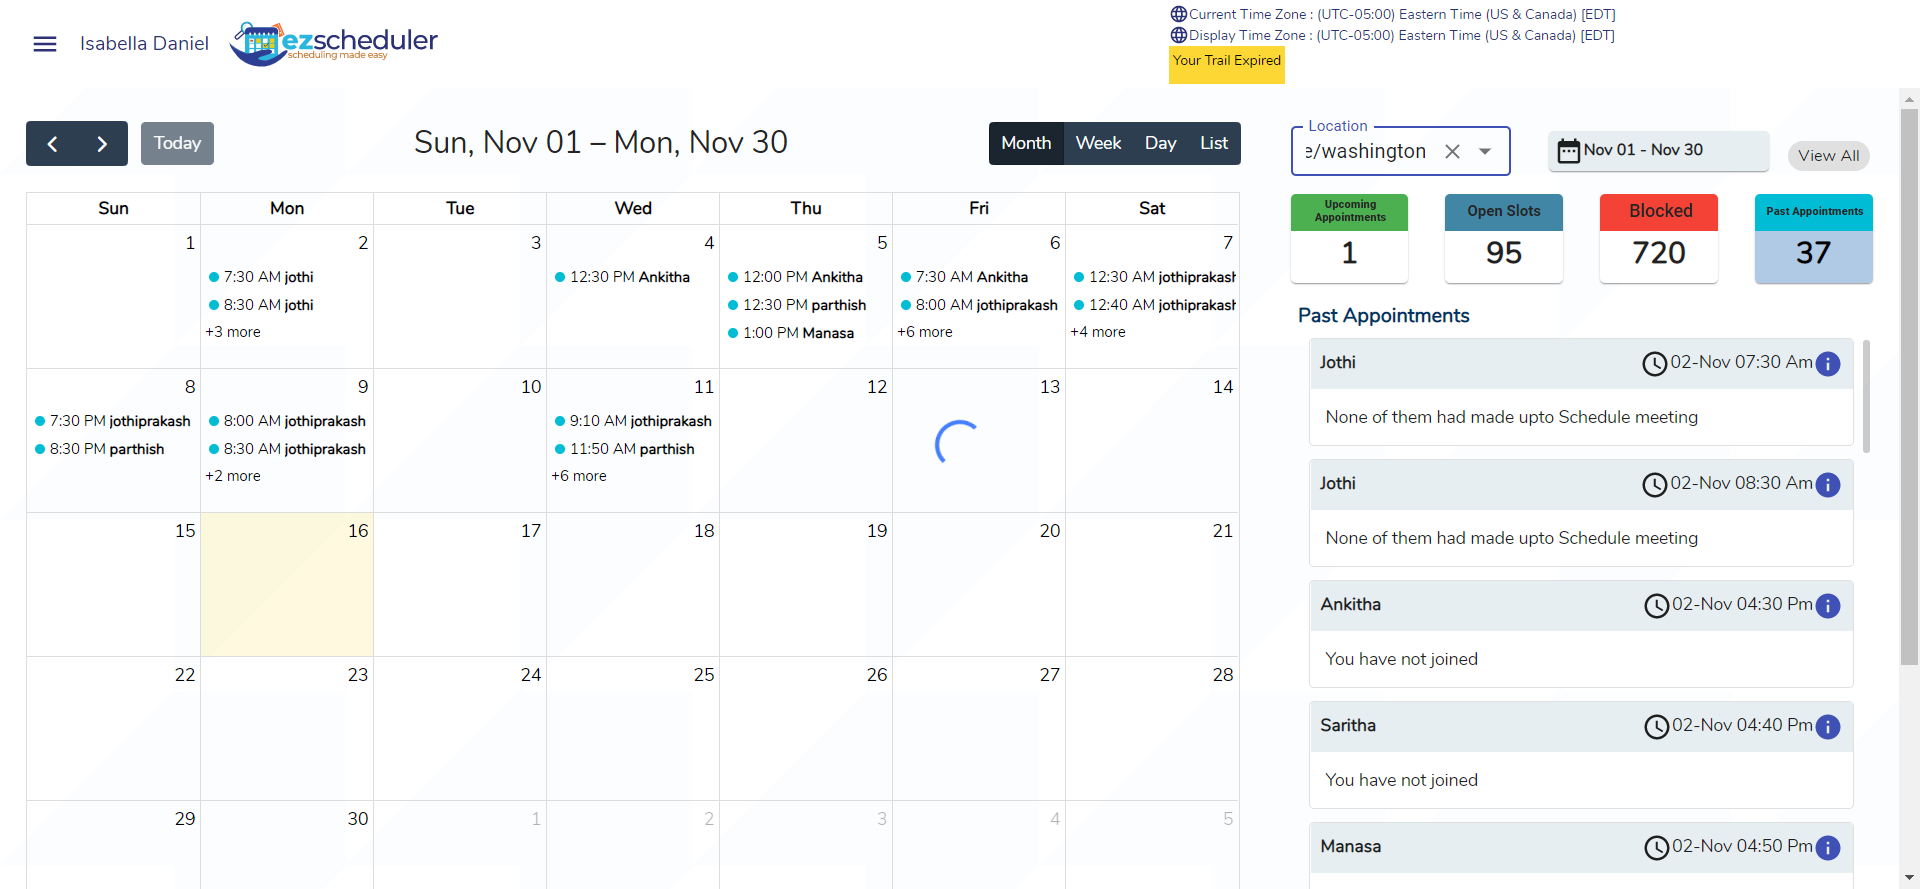 Isabella Daniel
ezscheduler
scheduling made easy
Current Time Zone : (UTC-05:00) Eastern Time (US & Canada) [EDT]
Display Time Zone : (UTC-05:00) Eastern Time (US & Canada) [EDT]
Your Trail Expired
Today
Sun, Nov 01 – Mon, Nov 30
Month Week Day List
Sun Mon Tue Wed Thu Fri Sat
1 2 3 4 5 6 7
7:30 AM jothi
8:30 AM jothi
+3 more
12:30 PM Ankitha
12:00 PM Ankitha
12:30 PM parthish
1:00 PM Manasa
7:30 AM Ankitha
8:00 AM jothiprakash
+6 more
12:30 AM jothiprakash
12:40 AM jothiprakash
+4 more
8 9 10 11 12 13 14
7:30 PM jothiprakash
8:30 PM parthish
8:00 AM jothiprakash
8:30 AM jothiprakash
+2 more
9:10 AM jothiprakash
11:50 AM parthish
+6 more
15 16 17 18 19 20 21
22 23 24 25 26 27 28
29 30 1 2 3 4 5
Location
e/washington
Nov 01 - Nov 30
View All
Upcoming
Appointments
1
Open Slots
95
Blocked
720
Past Appointments
37
Past Appointments
Jothi 02-Nov 07:30 Am
None of them had made upto Schedule meeting
Jothi 02-Nov 08:30 Am
None of them had made upto Schedule meeting
Ankitha 02-Nov 04:30 Pm
You have not joined
Saritha 02-Nov 04:40 Pm
You have not joined
Manasa 02-Nov 04:50 Pm